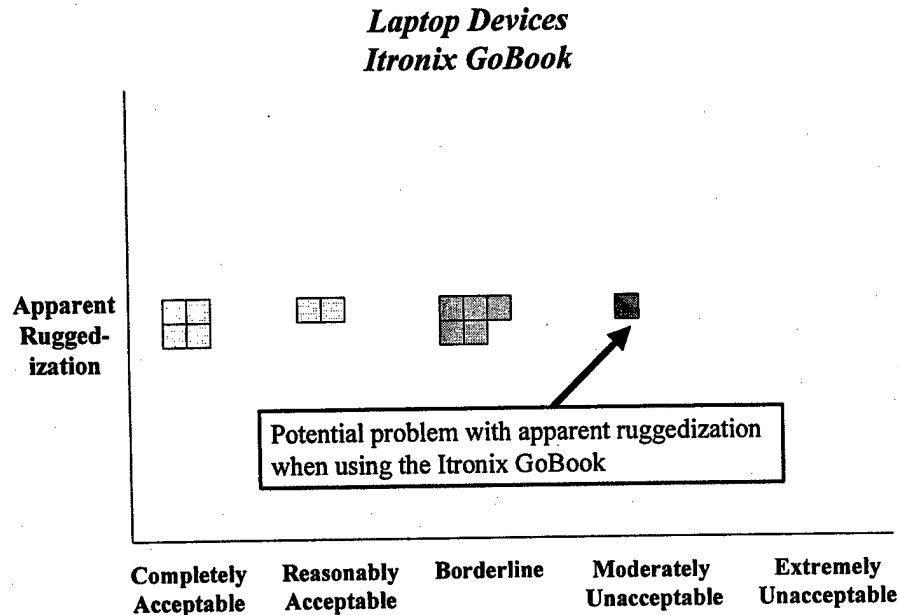 Laptop Devices
Itronix GoBook
Apparent
Rugged-
ization
Potential problem with apparent ruggedization
when using the Itronix GoBook
Completely
Acceptable
Reasonably
Acceptable
Borderline
Moderately
Unacceptable
Extremely
Unacceptable